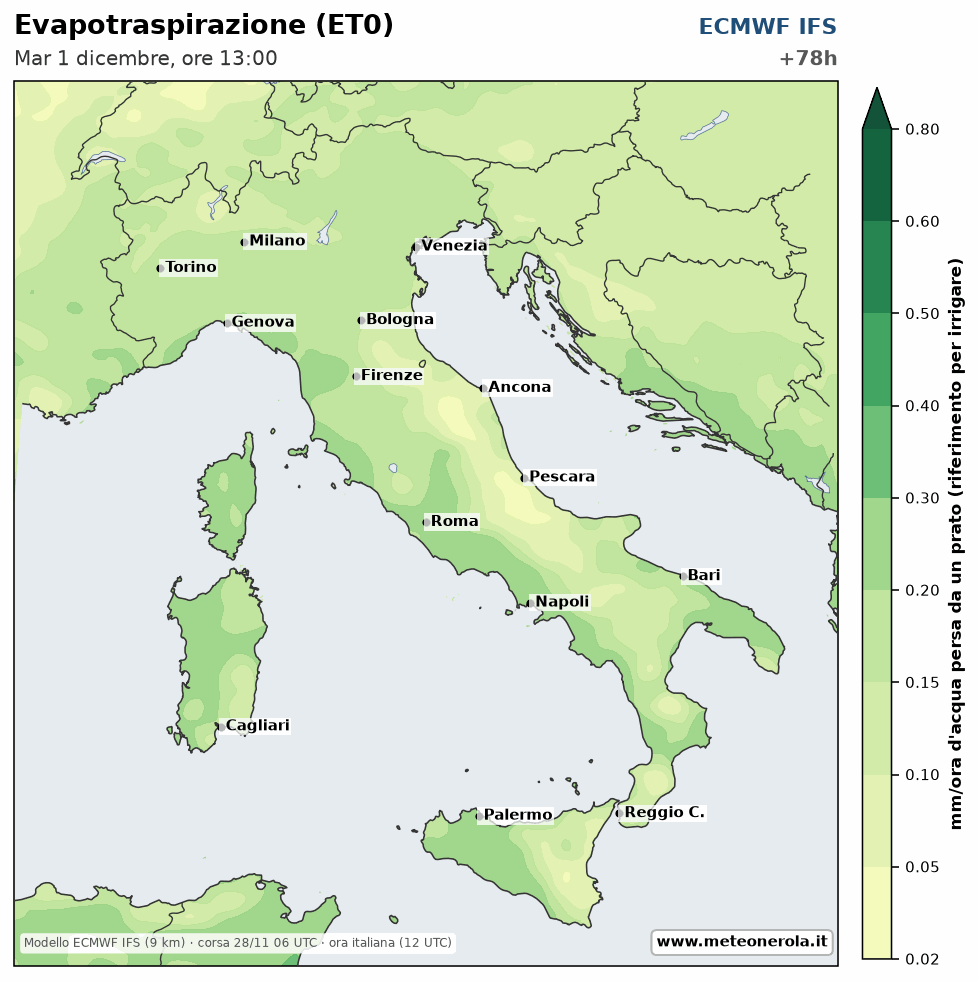 Evapotraspirazione (ET0)
ECMWF IFS
Mar 1 dicembre, ore 13:00
+78h
Milano
Venezia
Torino
Genova
Bologna
Firenze
Ancona
Pescara
Roma
Bari
Napoli
Cagliari
Palermo
Reggio C.
0.80
0.60
0.50
0.40
0.30
0.20
0.15
0.10
0.05
0.02
mm/ora d'acqua persa da un prato (riferimento per irrigare)
Modello ECMWF IFS (9 km) · corsa 28/11 06 UTC · ora italiana (12 UTC)
www.meteonerola.it